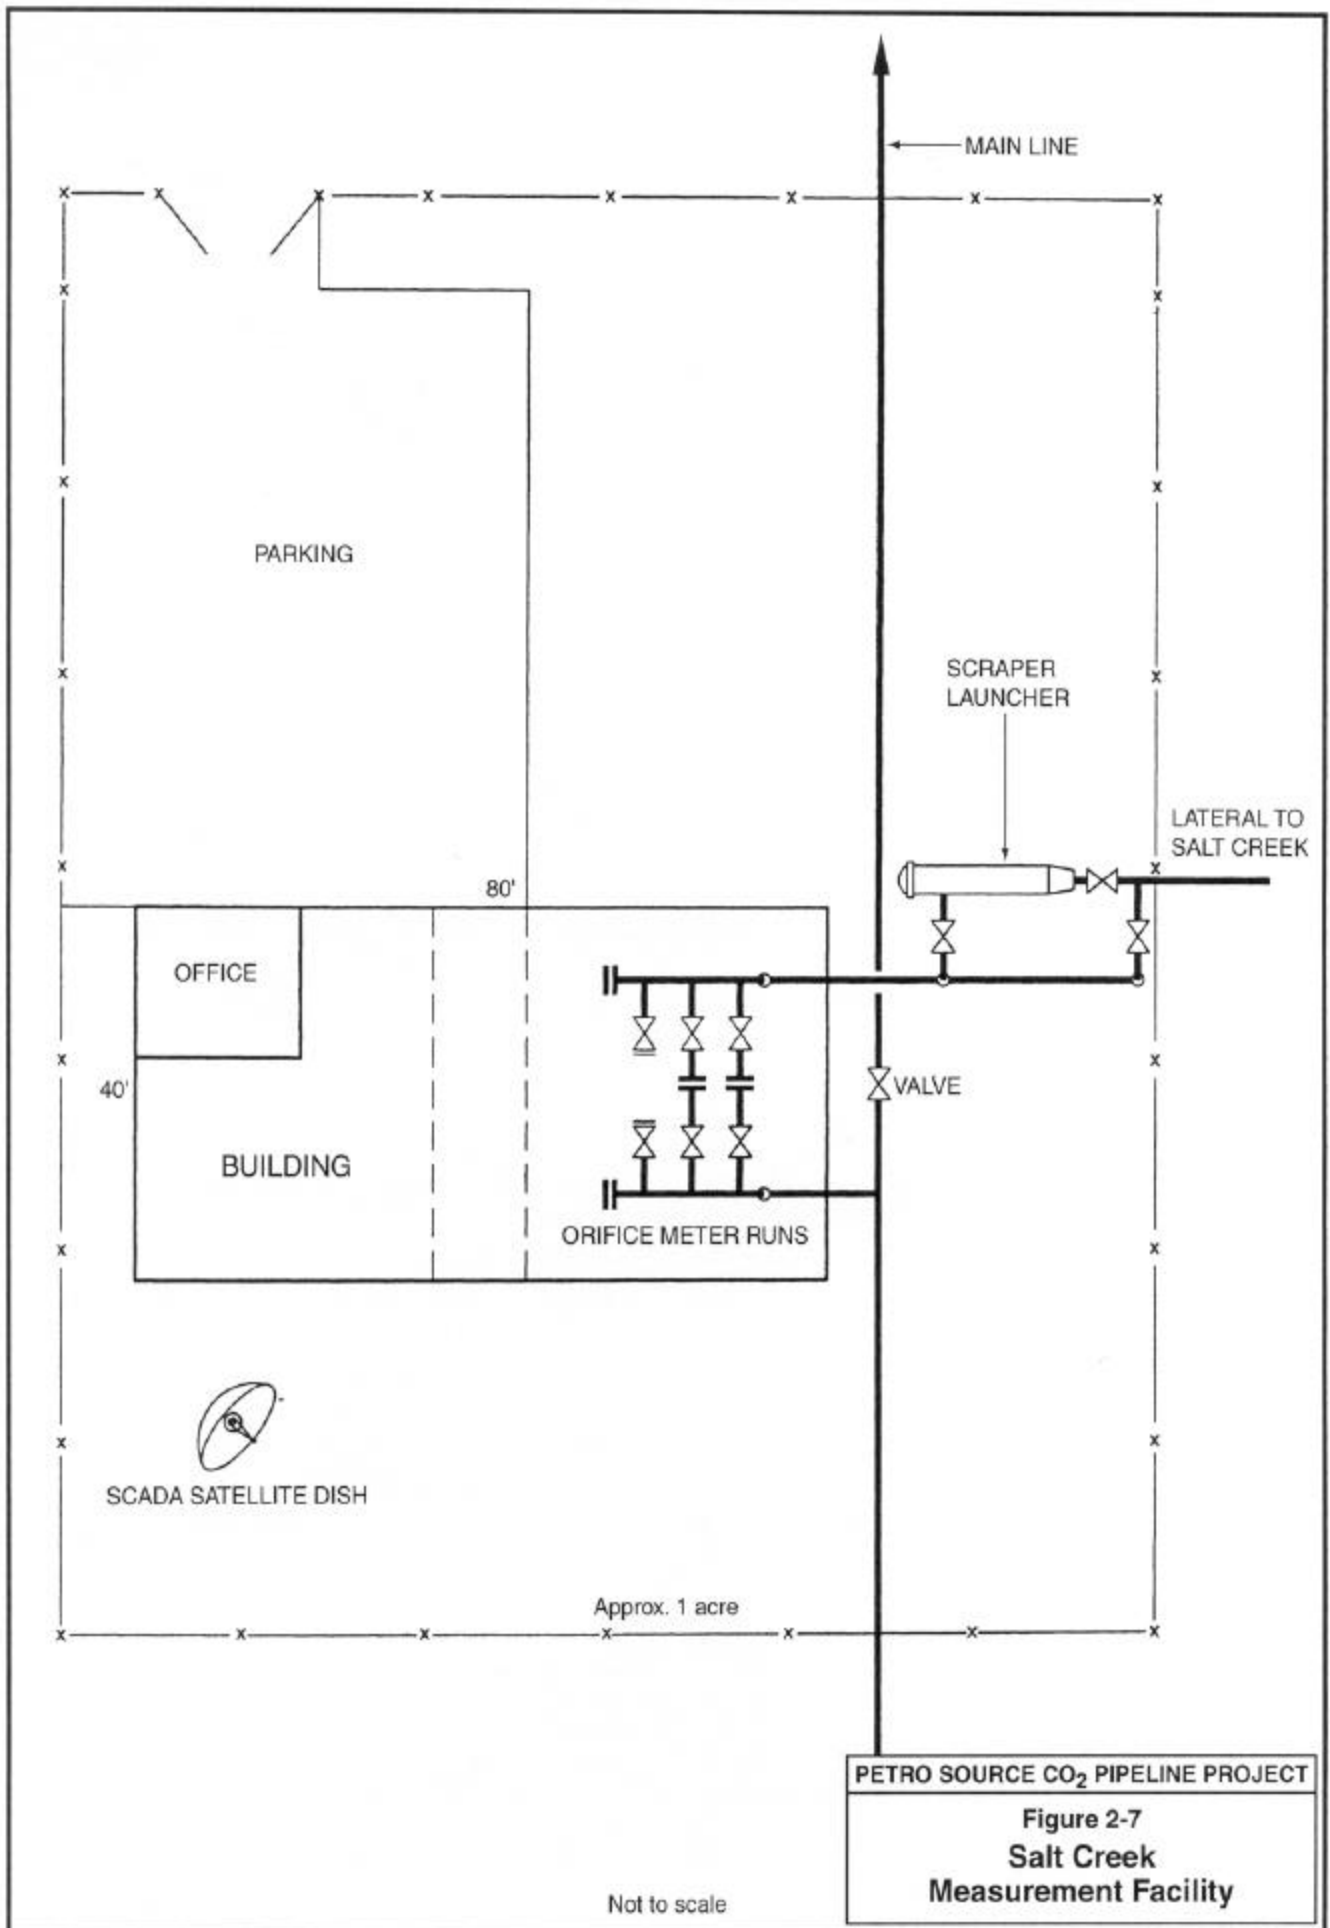 MAIN LINE
PARKING
SCRAPER
LAUNCHER
LATERAL TO
SALT CREEK
80'
OFFICE
40'
VALVE
BUILDING
ORIFICE METER RUNS
SCADA SATELLITE DISH
Approx. 1 acre
PETRO SOURCE CO₂ PIPELINE PROJECT
Figure 2-7
Salt Creek
Measurement Facility
Not to scale